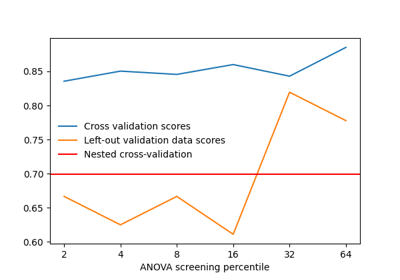 0.85
0.80
0.75
0.70
0.65
0.60
Cross validation scores
Left-out validation data scores
Nested cross-validation
2 4 8 16 32 64
ANOVA screening percentile